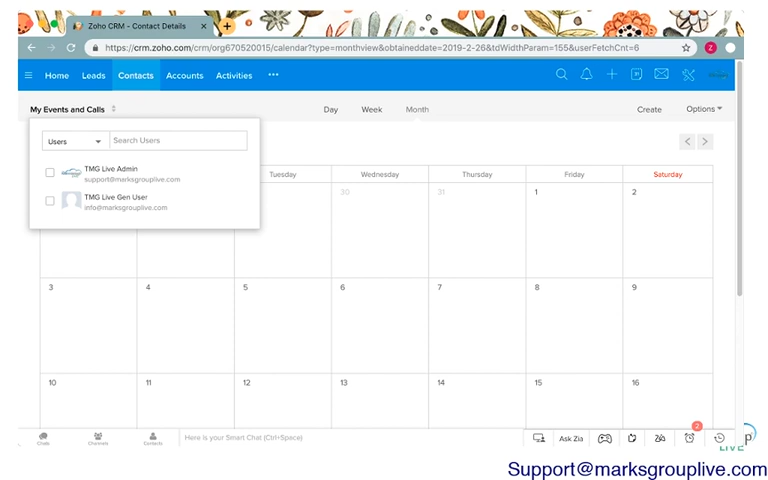 Zoho CRM - Contact Details
https://crm.zoho.com/crm/org670520015/calendar?type=monthview&obtaineddate=2019-2-26&tdWidthParam=155&userFetchCnt=6
Z
Home Leads Contacts Accounts Activities •••
My Events and Calls Day Week Month Create Options
Users Search Users
TMG Live Admin
support@marksgrouplive.com
TMG Live Gen User
info@marksgrouplive.com
Tuesday Wednesday Thursday Friday Saturday
30 31 1 2
3 4 5 6 7 8 9
10 11 12 13 14 15 16
Chats Channels Contacts Here is your Smart Chat (Ctrl+Space) Ask Zia 2
LIVE
Support@marksgrouplive.com